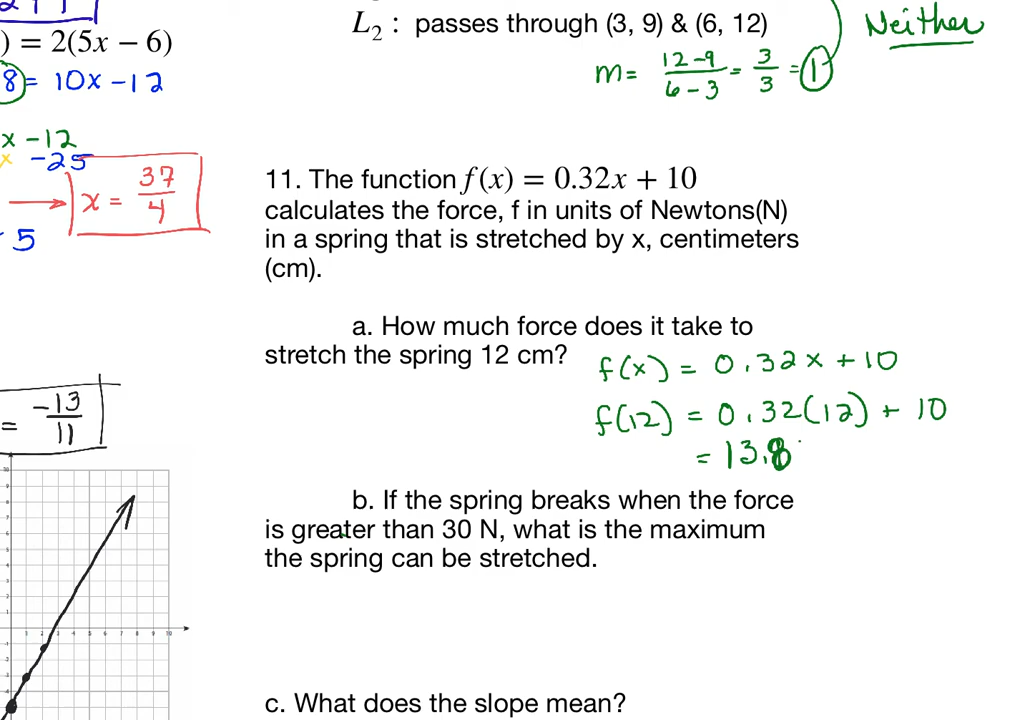 L₂ : passes through (3, 9) & (6, 12)
Neither
) = 2(5x − 6)
8 = 10x −12
m = 12−9/6−3 = 3/3 = 1
x −12
x −25
x = 37/4
5
11. The function f(x) = 0.32x + 10
calculates the force, f in units of Newtons(N)
in a spring that is stretched by x, centimeters
(cm).
a. How much force does it take to
stretch the spring 12 cm?
f(x) = 0.32x + 10
f(12) = 0.32(12) + 10
= 13.8
= −13/11
b. If the spring breaks when the force
is greater than 30 N, what is the maximum
the spring can be stretched.
c. What does the slope mean?